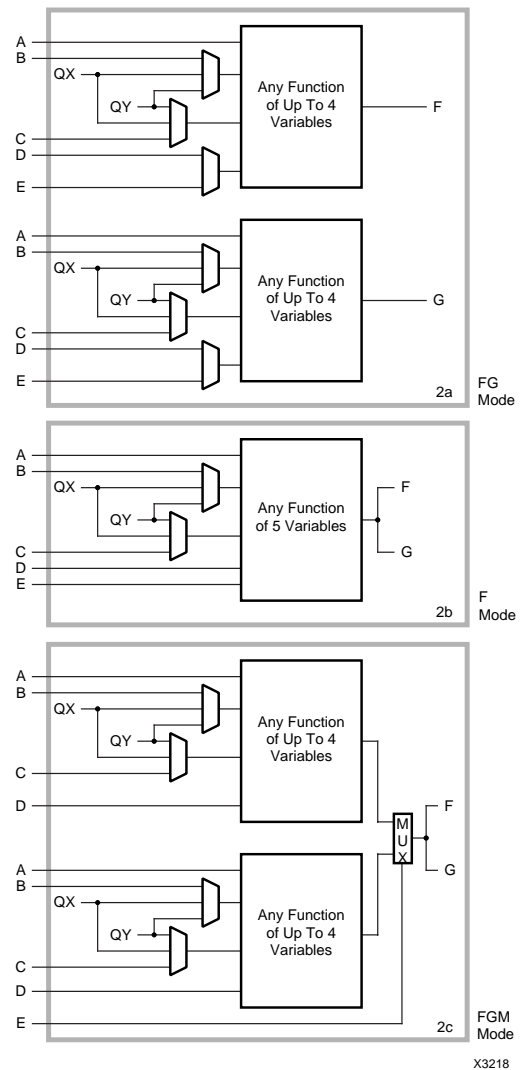 A
B
QX
QY
C
D
E
Any Function
of Up To 4
Variables
F
A
B
QX
QY
C
D
E
Any Function
of Up To 4
Variables
G
2a
FG
Mode
A
B
QX
QY
C
D
E
Any Function
of 5 Variables
F
G
2b
F
Mode
A
B
QX
QY
C
D
Any Function
of Up To 4
Variables
MUX
F
G
A
B
QX
QY
C
D
E
Any Function
of Up To 4
Variables
2c
FGM
Mode
X3218